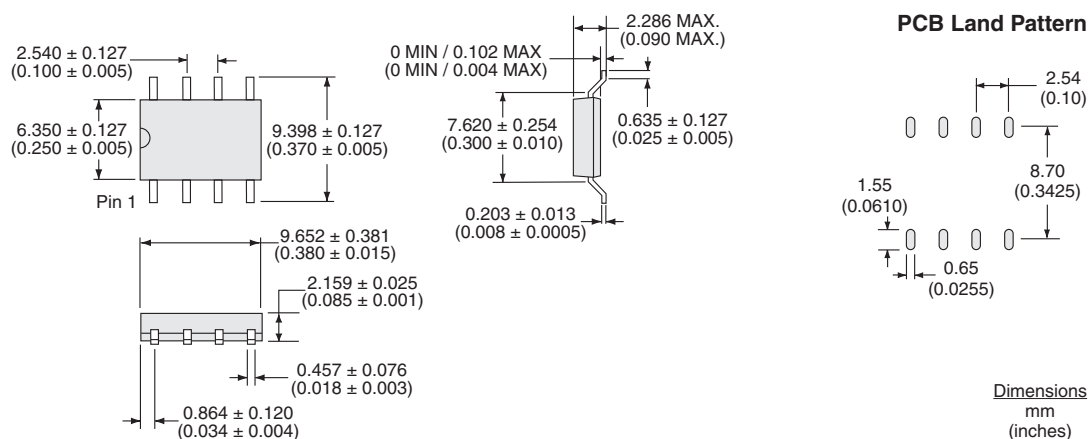 2.540 ± 0.127
(0.100 ± 0.005)
6.350 ± 0.127
(0.250 ± 0.005)
9.398 ± 0.127
(0.370 ± 0.005)
Pin 1
9.652 ± 0.381
(0.380 ± 0.015)
2.159 ± 0.025
(0.085 ± 0.001)
0.457 ± 0.076
(0.018 ± 0.003)
0.864 ± 0.120
(0.034 ± 0.004)
2.286 MAX.
(0.090 MAX.)
0 MIN / 0.102 MAX
(0 MIN / 0.004 MAX)
7.620 ± 0.254
(0.300 ± 0.010)
0.635 ± 0.127
(0.025 ± 0.005)
0.203 ± 0.013
(0.008 ± 0.0005)
PCB Land Pattern
2.54
(0.10)
8.70
(0.3425)
1.55
(0.0610)
0.65
(0.0255)
Dimensions
mm
(inches)